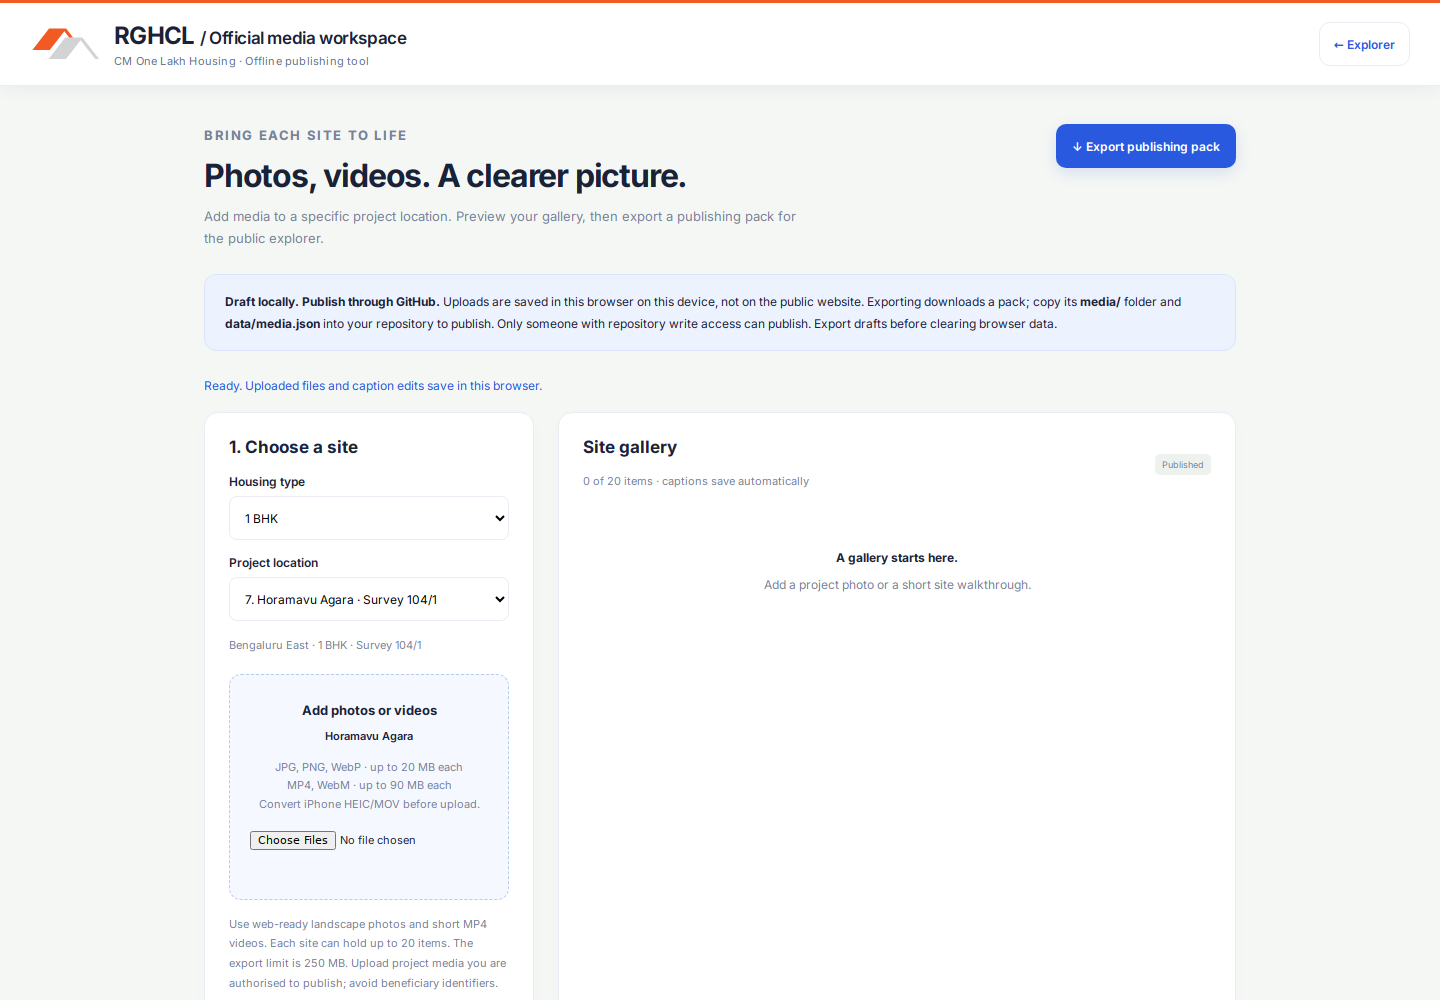 RGHCL / Official media workspace
CM One Lakh Housing · Offline publishing tool
← Explorer
BRING EACH SITE TO LIFE
Photos, videos. A clearer picture.
Add media to a specific project location. Preview your gallery, then export a publishing pack for
the public explorer.
↓ Export publishing pack
Draft locally. Publish through GitHub. Uploads are saved in this browser on this device, not on the public website. Exporting downloads a pack; copy its media/ folder and
data/media.json into your repository to publish. Only someone with repository write access can publish. Export drafts before clearing browser data.
Ready. Uploaded files and caption edits save in this browser.
1. Choose a site
Housing type
1 BHK
Project location
7. Horamavu Agara · Survey 104/1
Bengaluru East · 1 BHK · Survey 104/1
Add photos or videos
Horamavu Agara
JPG, PNG, WebP · up to 20 MB each
MP4, WebM · up to 90 MB each
Convert iPhone HEIC/MOV before upload.
Choose Files No file chosen
Use web-ready landscape photos and short MP4
videos. Each site can hold up to 20 items. The
export limit is 250 MB. Upload project media you are
authorised to publish; avoid beneficiary identifiers.
Site gallery
0 of 20 items · captions save automatically
Published
A gallery starts here.
Add a project photo or a short site walkthrough.